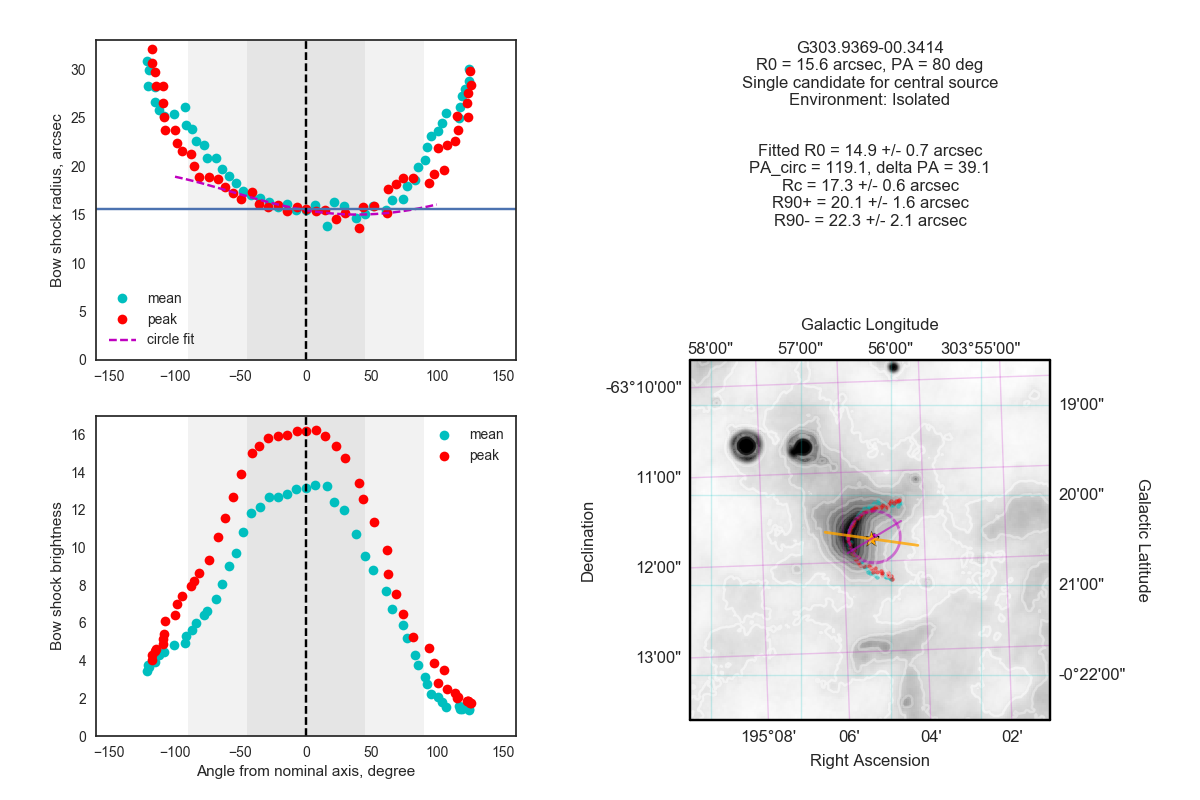 30
25
20
15
10
5
0
Bow shock radius, arcsec
mean
peak
circle fit
−150
−100
−50
0
50
100
150
16
14
12
10
8
6
4
2
0
Bow shock brightness
mean
peak
−150
−100
−50
0
50
100
150
Angle from nominal axis, degree
G303.9369-00.3414
R0 = 15.6 arcsec, PA = 80 deg
Single candidate for central source
Environment: Isolated
Fitted R0 = 14.9 +/- 0.7 arcsec
PA_circ = 119.1, delta PA = 39.1
Rc = 17.3 +/- 0.6 arcsec
R90+ = 20.1 +/- 1.6 arcsec
R90- = 22.3 +/- 2.1 arcsec
Galactic Longitude
58'00" 57'00" 56'00" 303°55'00"
-63°10'00"
11'00"
12'00"
13'00"
Declination
19'00"
20'00"
21'00"
-0°22'00"
Galactic Latitude
195°08' 06' 04' 02'
Right Ascension